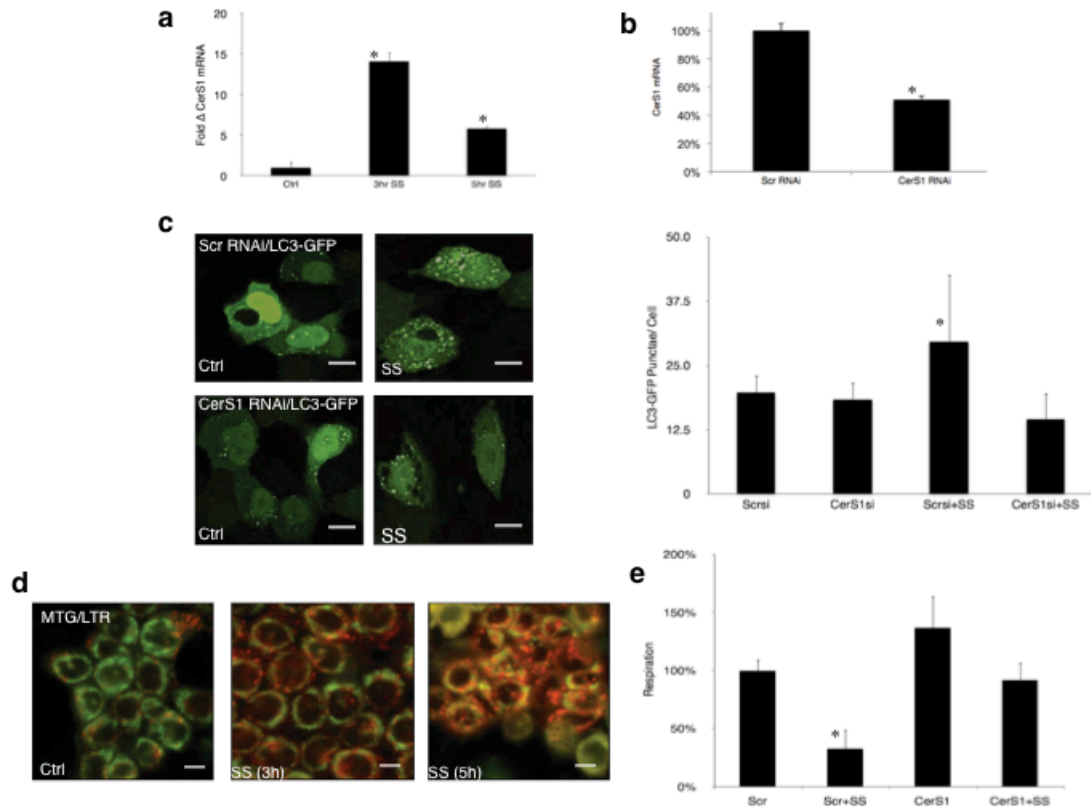 a
20
15
10
5
0
Fold Δ CerS1 mRNA
Ctrl
3hr SS
5hr SS
*
*
b
100%
80%
60%
40%
20%
0%
CerS1 mRNA
Scr RNAi
CerS1 RNAi
*
c
Scr RNAi/LC3-GFP
Ctrl
SS
CerS1 RNAi/LC3-GFP
Ctrl
SS
50.0
37.5
25.0
12.5
0
LC3-GFP Punctae/ Cell
*
Scrsi
CerS1si
Scrsi+SS
CerS1si+SS
d
MTG/LTR
Ctrl
SS (3h)
SS (5h)
e
200%
150%
100%
50%
0%
Respiration
*
Scr
Scr+SS
CerS1
CerS1+SS